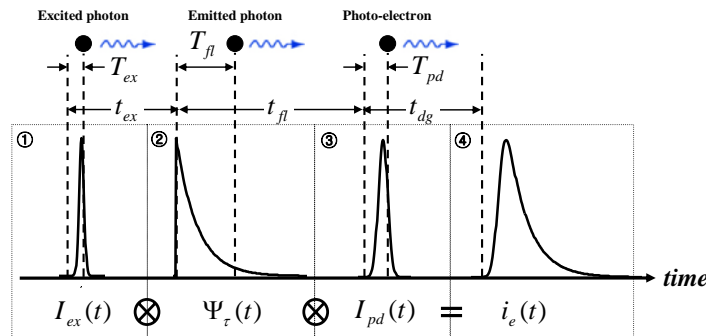 Excited photon Emitted photon Photo-electron
T_ex T_fl T_pd
t_ex t_fl t_dg
① ② ③ ④
time
I_ex(t) ⊗ Ψ_τ(t) ⊗ I_pd(t) = i_e(t)